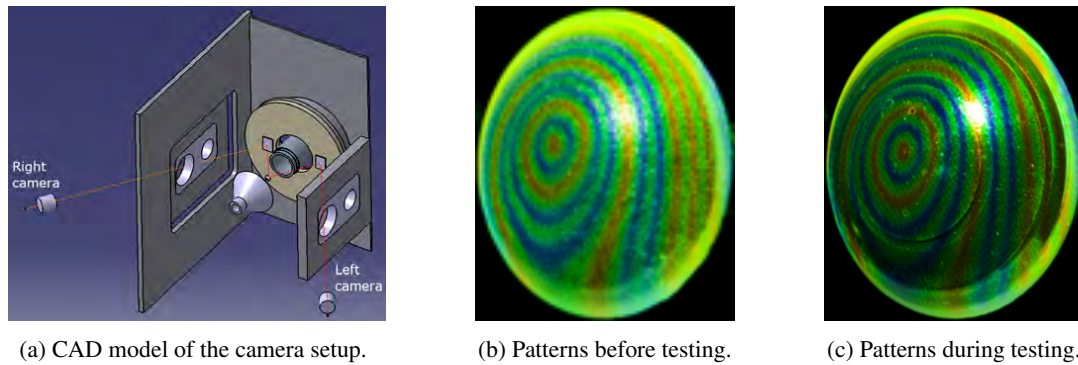 Right
camera
Left
camera
(a) CAD model of the camera setup.
(b) Patterns before testing.
(c) Patterns during testing.